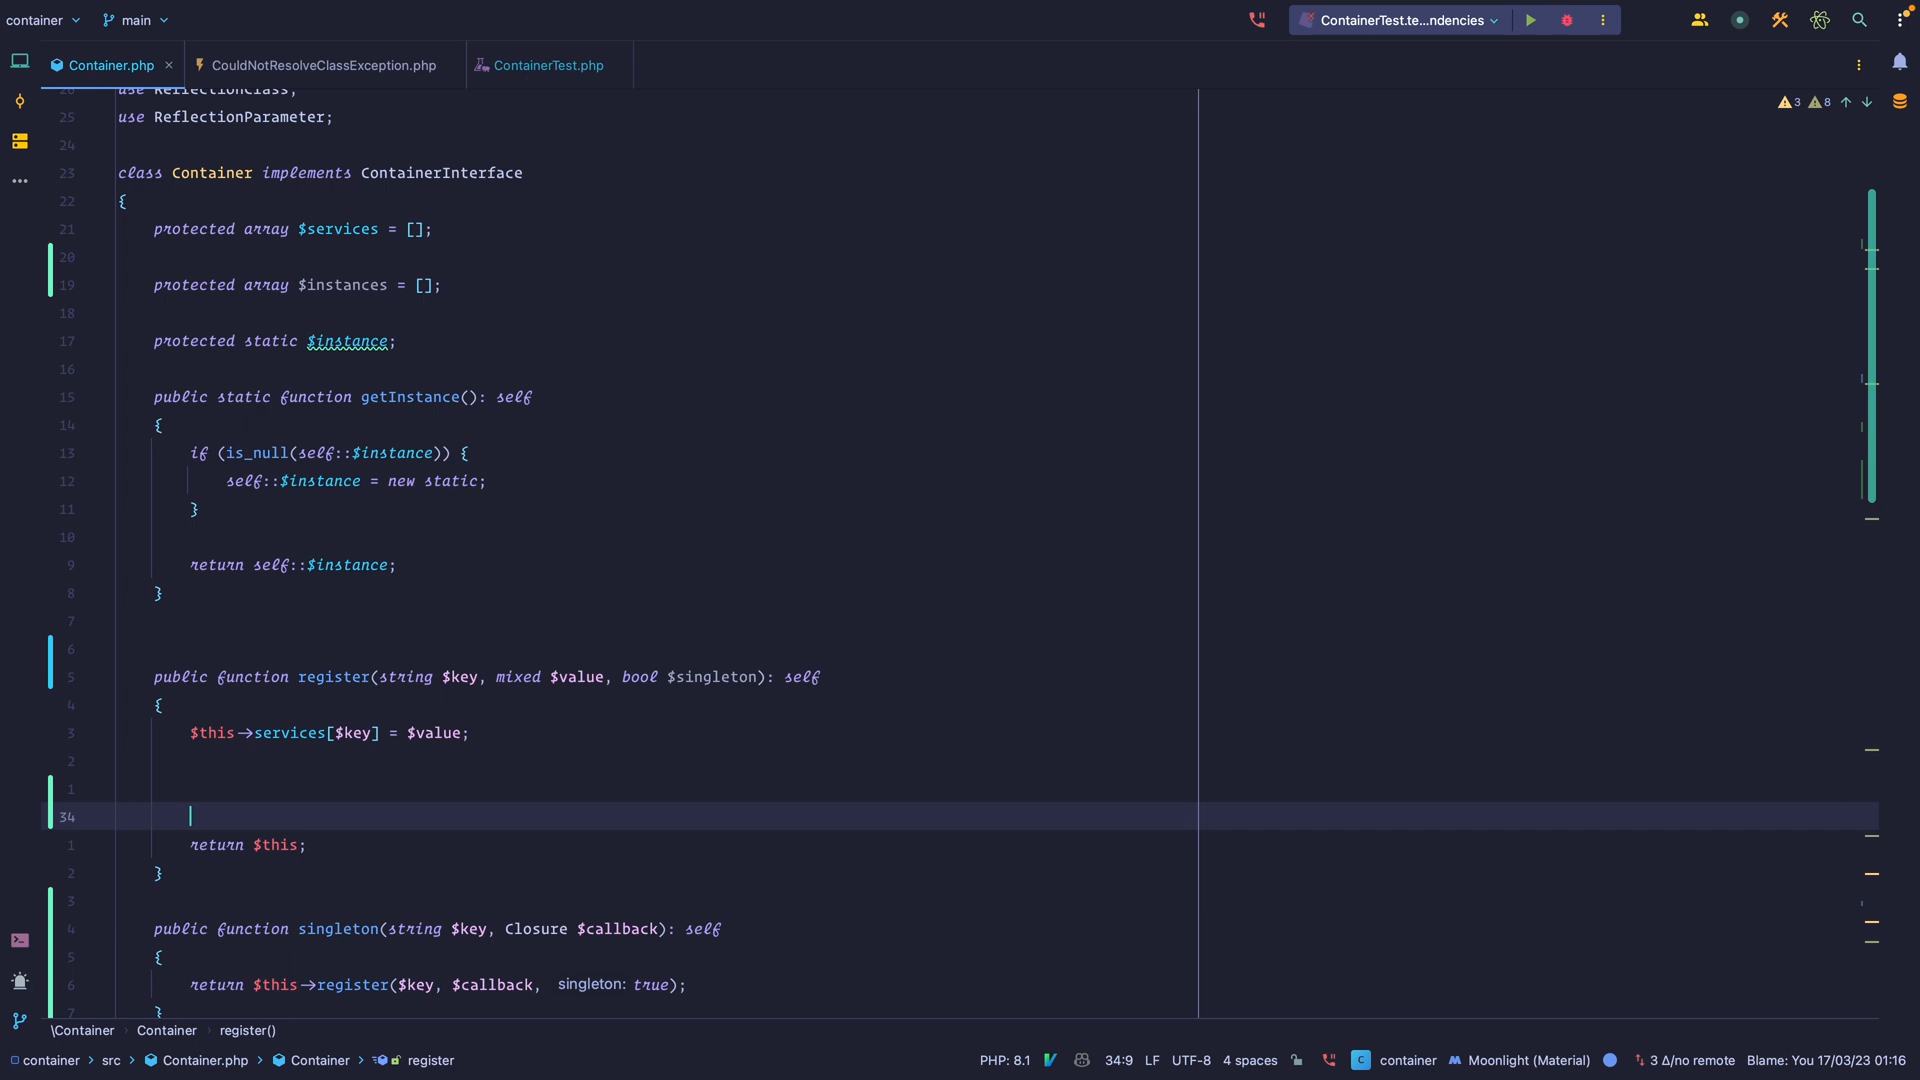 container main ContainerTest.te...ndencies
Container.php CouldNotResolveClassException.php ContainerTest.php
26 use ReflectionClass;
25 use ReflectionParameter;
3 8
24
23 class Container implements ContainerInterface
22 {
21 protected array $services = [];
20
19 protected array $instances = [];
18
17 protected static $instance;
16
15 public static function getInstance(): self
14 {
13 if (is_null(self::$instance)) {
12 self::$instance = new static;
11 }
10
9 return self::$instance;
8 }
7
6
5 public function register(string $key, mixed $value, bool $singleton): self
4 {
3 $this->services[$key] = $value;
2
1
34
1 return $this;
2 }
3
4 public function singleton(string $key, Closure $callback): self
5 {
6 return $this->register($key, $callback, singleton: true);
7 }
\Container › Container › register()
container › src › Container.php › Container › register PHP: 8.1 34:9 LF UTF-8 4 spaces C container Moonlight (Material) 3 Δ/no remote Blame: You 17/03/23 01:16